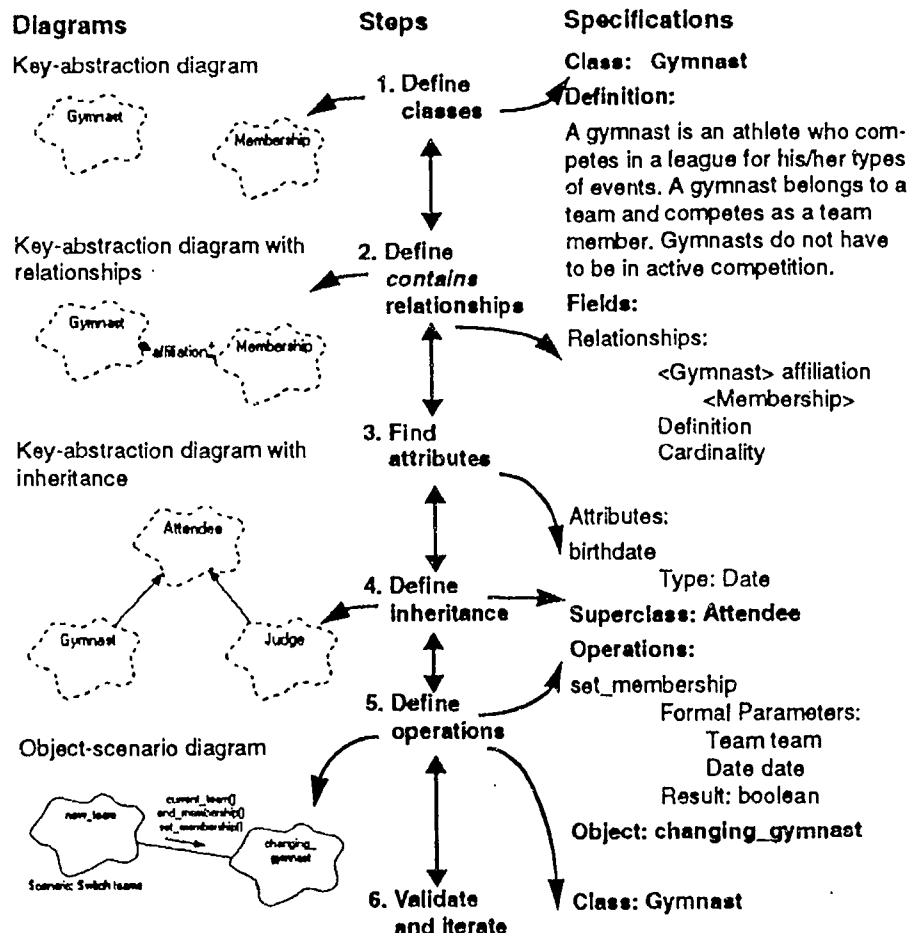 Diagrams
Key-abstraction diagram
Gymnast
Membership
Key-abstraction diagram with
relationships
Gymnast
affiliation
Membership
Key-abstraction diagram with
inheritance
Attendee
Gymnast
Judge
Object-scenario diagram
new_team
current_team()
end_membership()
set_membership()
changing_
gymnast
Scenario: Switch teams
Steps
1. Define
classes
2. Define
contains
relationships
3. Find
attributes
4. Define
inheritance
5. Define
operations
6. Validate
and iterate
Specifications
Class: Gymnast
Definition:
A gymnast is an athlete who com-
petes in a league for his/her types
of events. A gymnast belongs to a
team and competes as a team
member. Gymnasts do not have
to be in active competition.
Fields:
Relationships:
<Gymnast> affiliation
<Membership>
Definition
Cardinality
Attributes:
birthdate
Type: Date
Superclass: Attendee
Operations:
set_membership
Formal Parameters:
Team team
Date date
Result: boolean
Object: changing_gymnast
Class: Gymnast